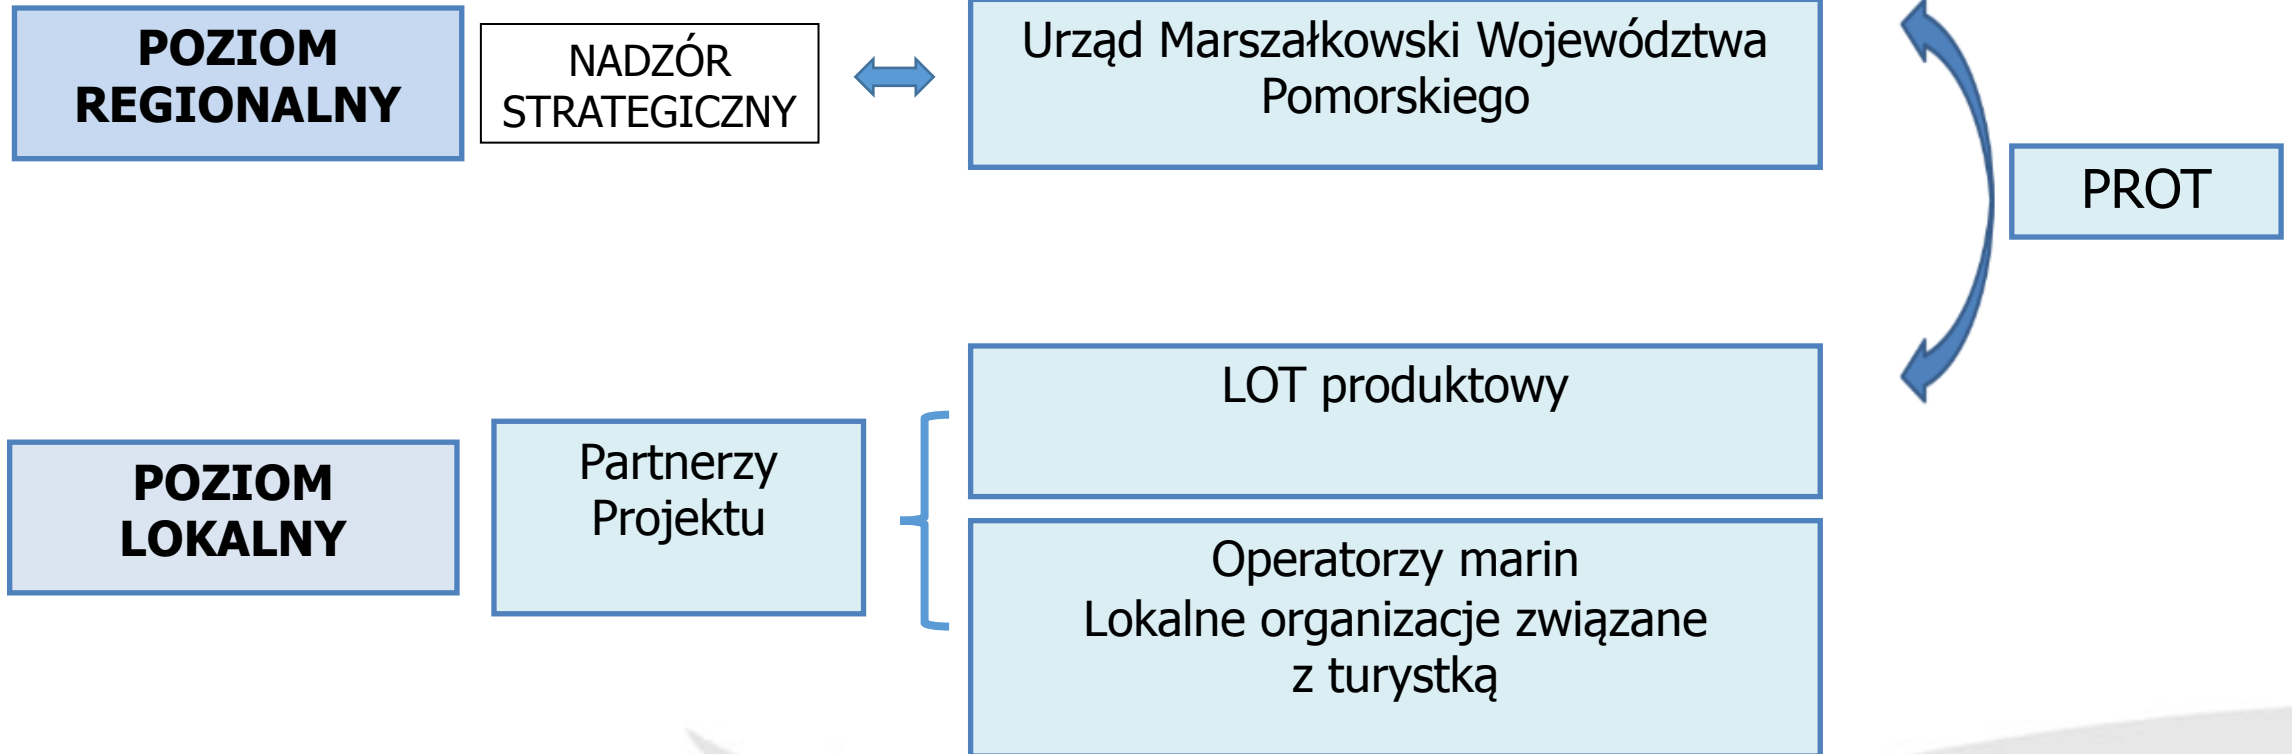 POZIOM
REGIONALNY
NADZÓR
STRATEGICZNY
Urząd Marszałkowski Województwa
Pomorskiego
PROT
POZIOM
LOKALNY
Partnerzy
Projektu
LOT produktowy
Operatorzy marin
Lokalne organizacje związane
z turystką